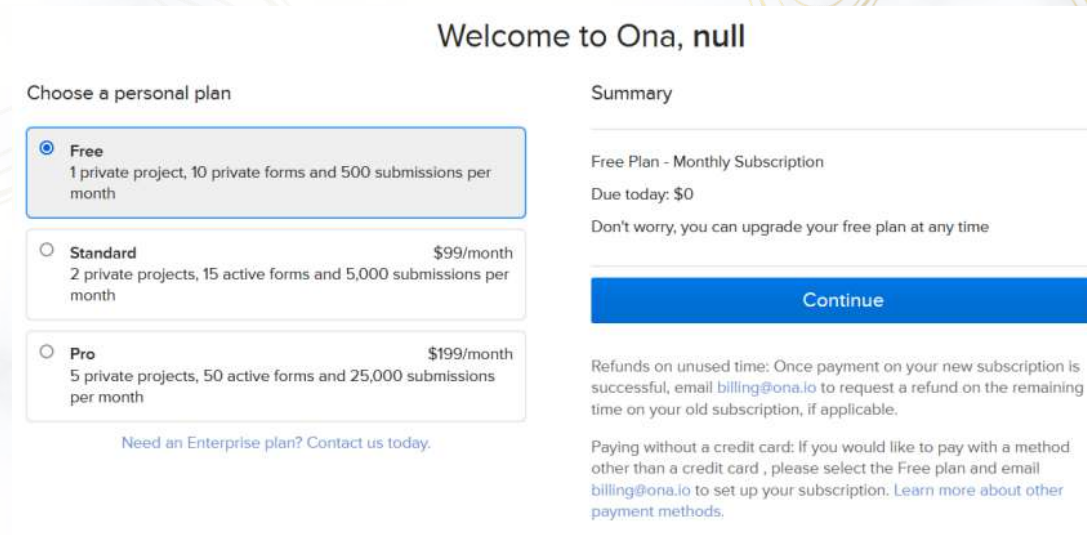 Welcome to Ona, null
Choose a personal plan
Free
1 private project, 10 private forms and 500 submissions per
month
Standard $99/month
2 private projects, 15 active forms and 5,000 submissions per
month
Pro $199/month
5 private projects, 50 active forms and 25,000 submissions
per month
Need an Enterprise plan? Contact us today.
Summary
Free Plan - Monthly Subscription
Due today: $0
Don't worry, you can upgrade your free plan at any time
Continue
Refunds on unused time: Once payment on your new subscription is
successful, email billing@ona.io to request a refund on the remaining
time on your old subscription, if applicable.
Paying without a credit card: If you would like to pay with a method
other than a credit card , please select the Free plan and email
billing@ona.io to set up your subscription. Learn more about other
payment methods.